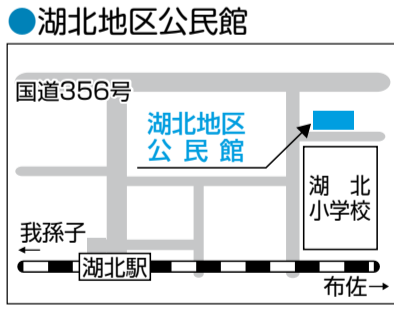 ●湖北地区公民館
国道356号
湖北地区
公民館
湖北
小学校
我孫子
←
湖北駅
布佐→